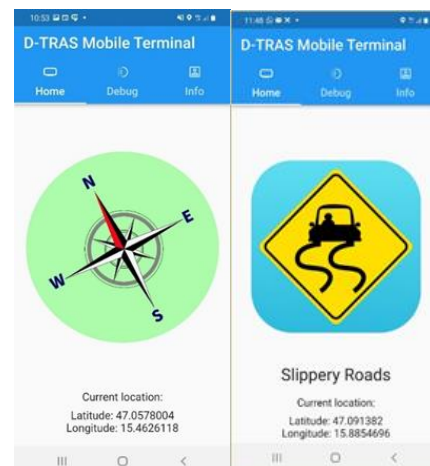 10:53
D-TRAS Mobile Terminal
Home Debug Info
N
E
W
S
Current location:
Latitude: 47.0578004
Longitude: 15.4626118
11:48
D-TRAS Mobile Terminal
Home Debug Info
Slippery Roads
Current location:
Latitude: 47.091382
Longitude: 15.8854696